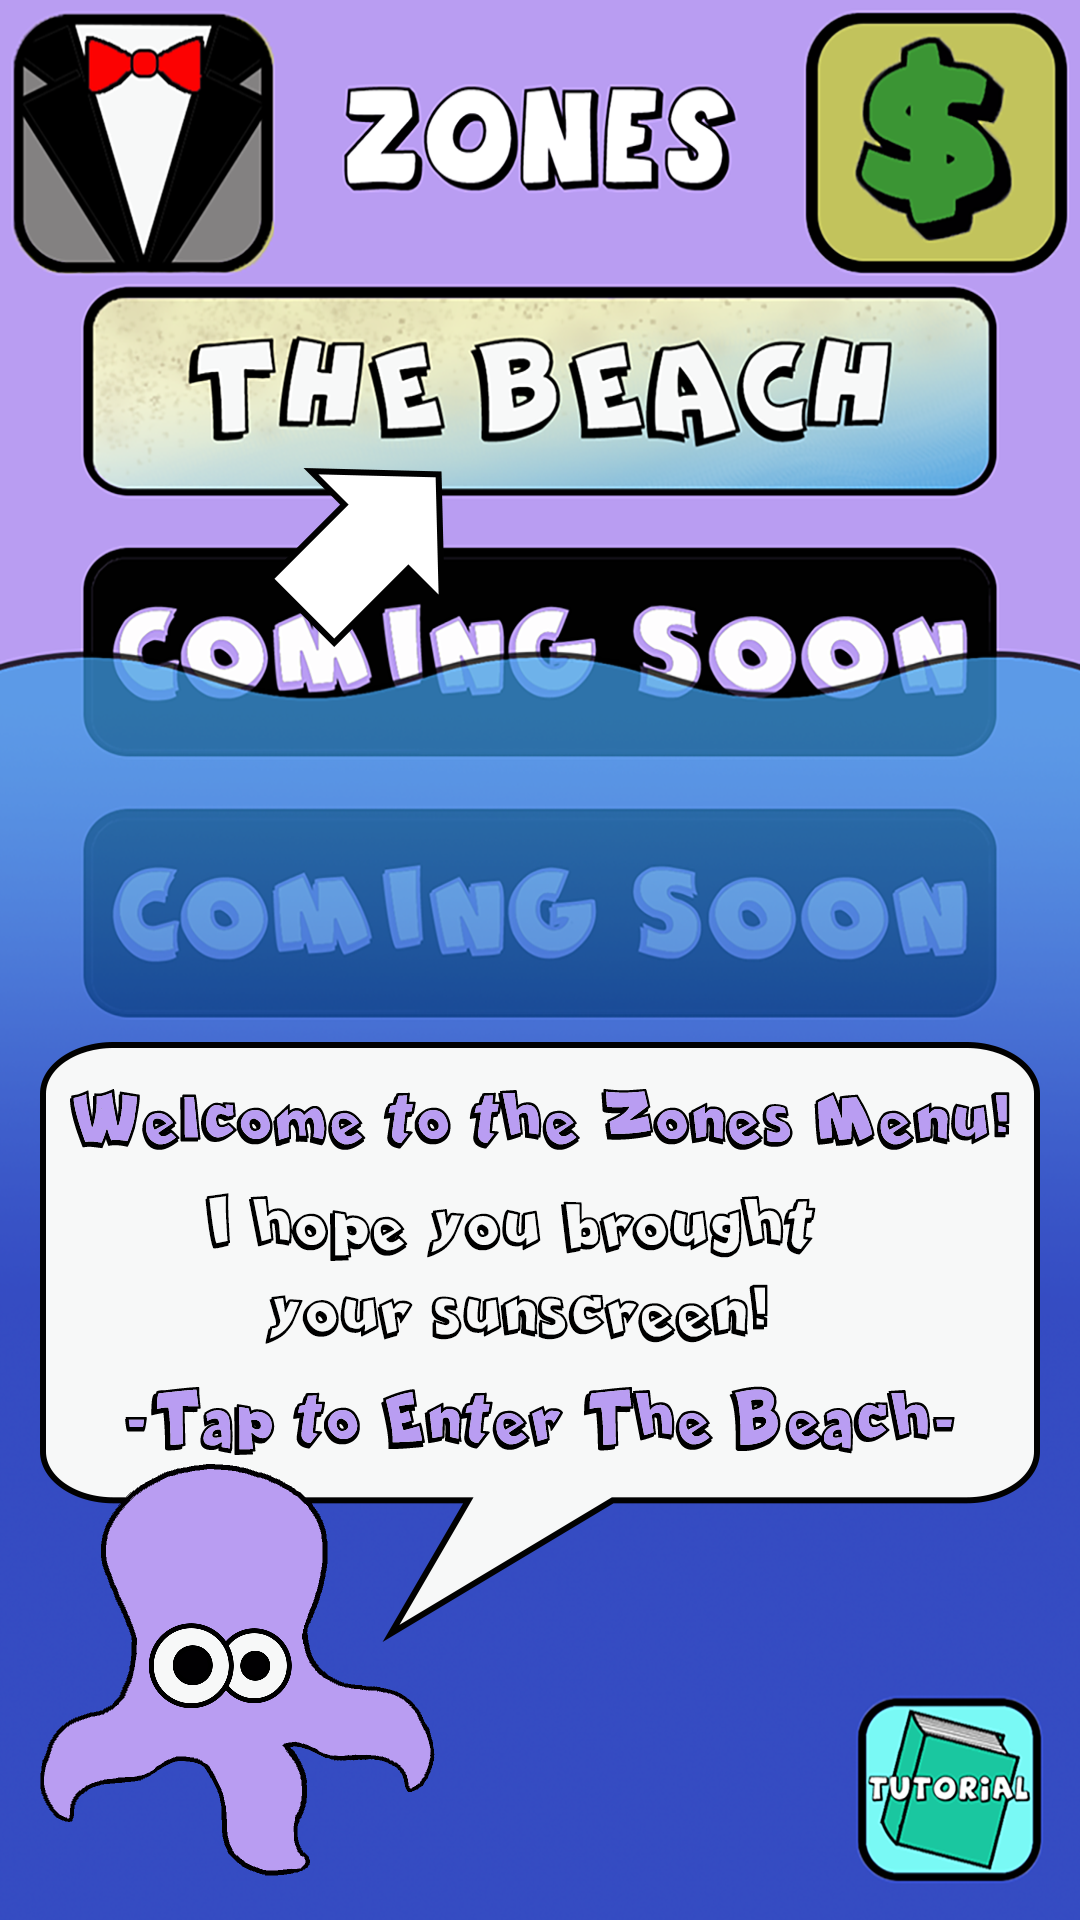 ZONES
$
THE BEACH
COMING SOON
COMING SOON
Welcome to the Zones Menu!
I hope you brought
your sunscreen!
-Tap to Enter The Beach-
TUTORiAL